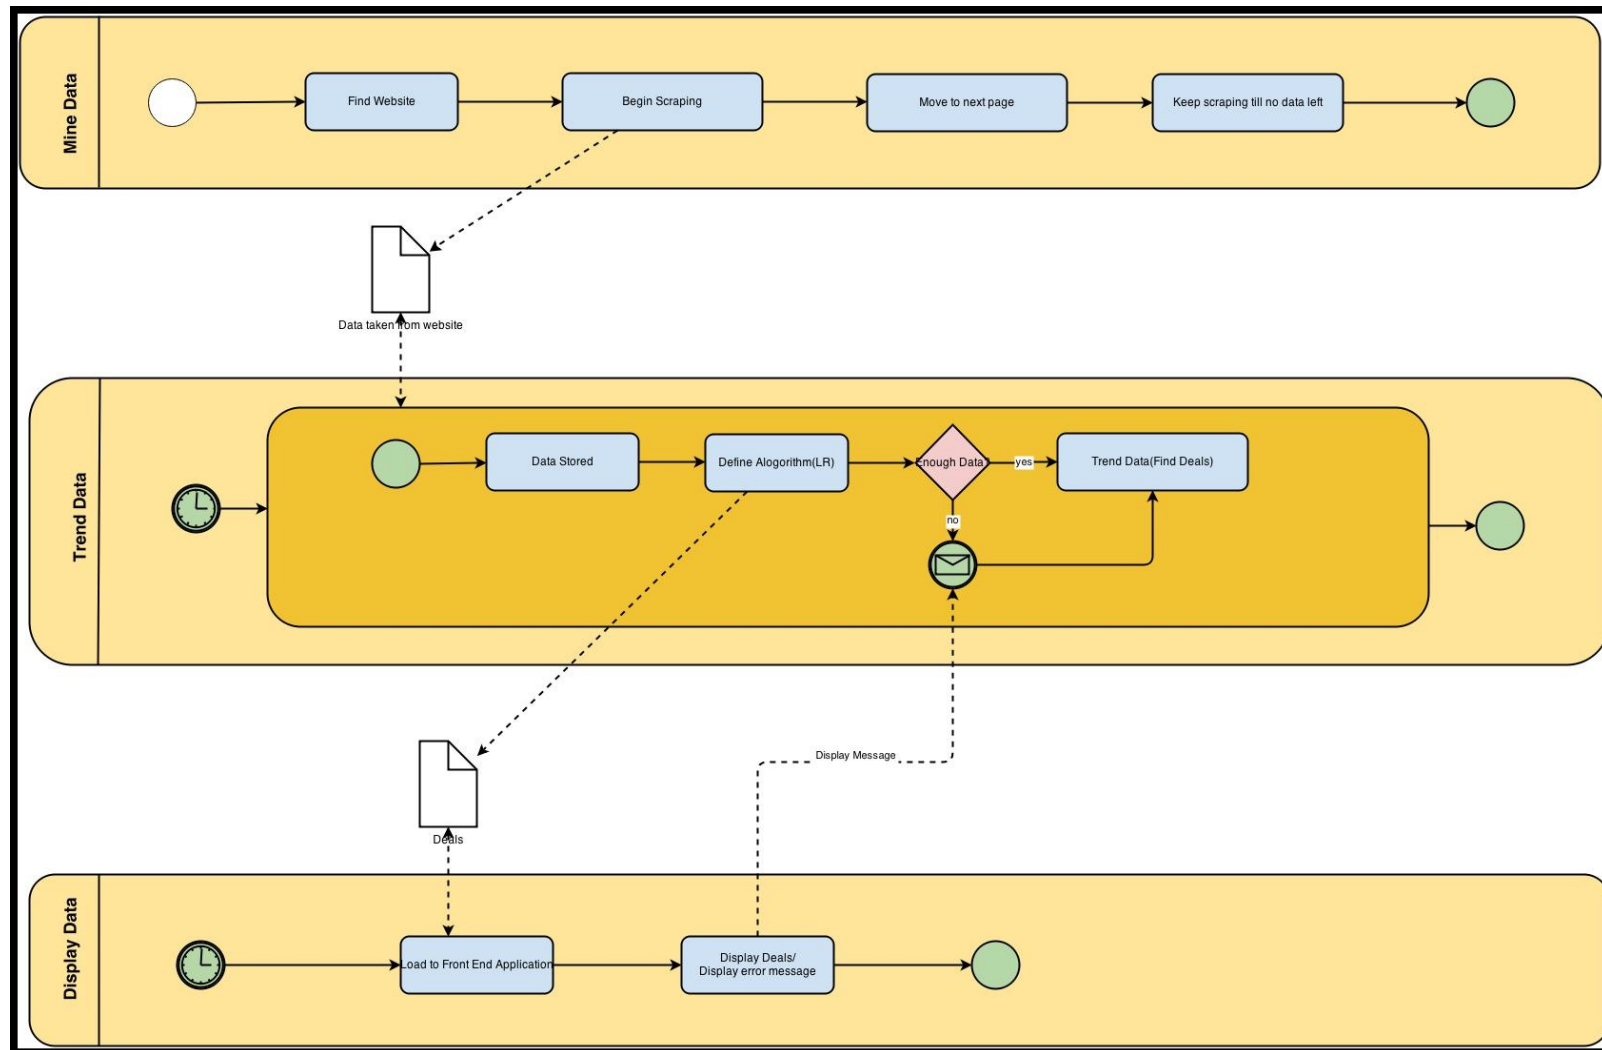 Mine Data
Find Website
Begin Scraping
Move to next page
Keep scraping till no data left
Data taken from website
Trend Data
Data Stored
Define Alogorithm(LR)
Enough Data?
yes
Trend Data(Find Deals)
no
Display Message
Deals
Display Data
Load to Front End Application
Display Deals/
Display error message